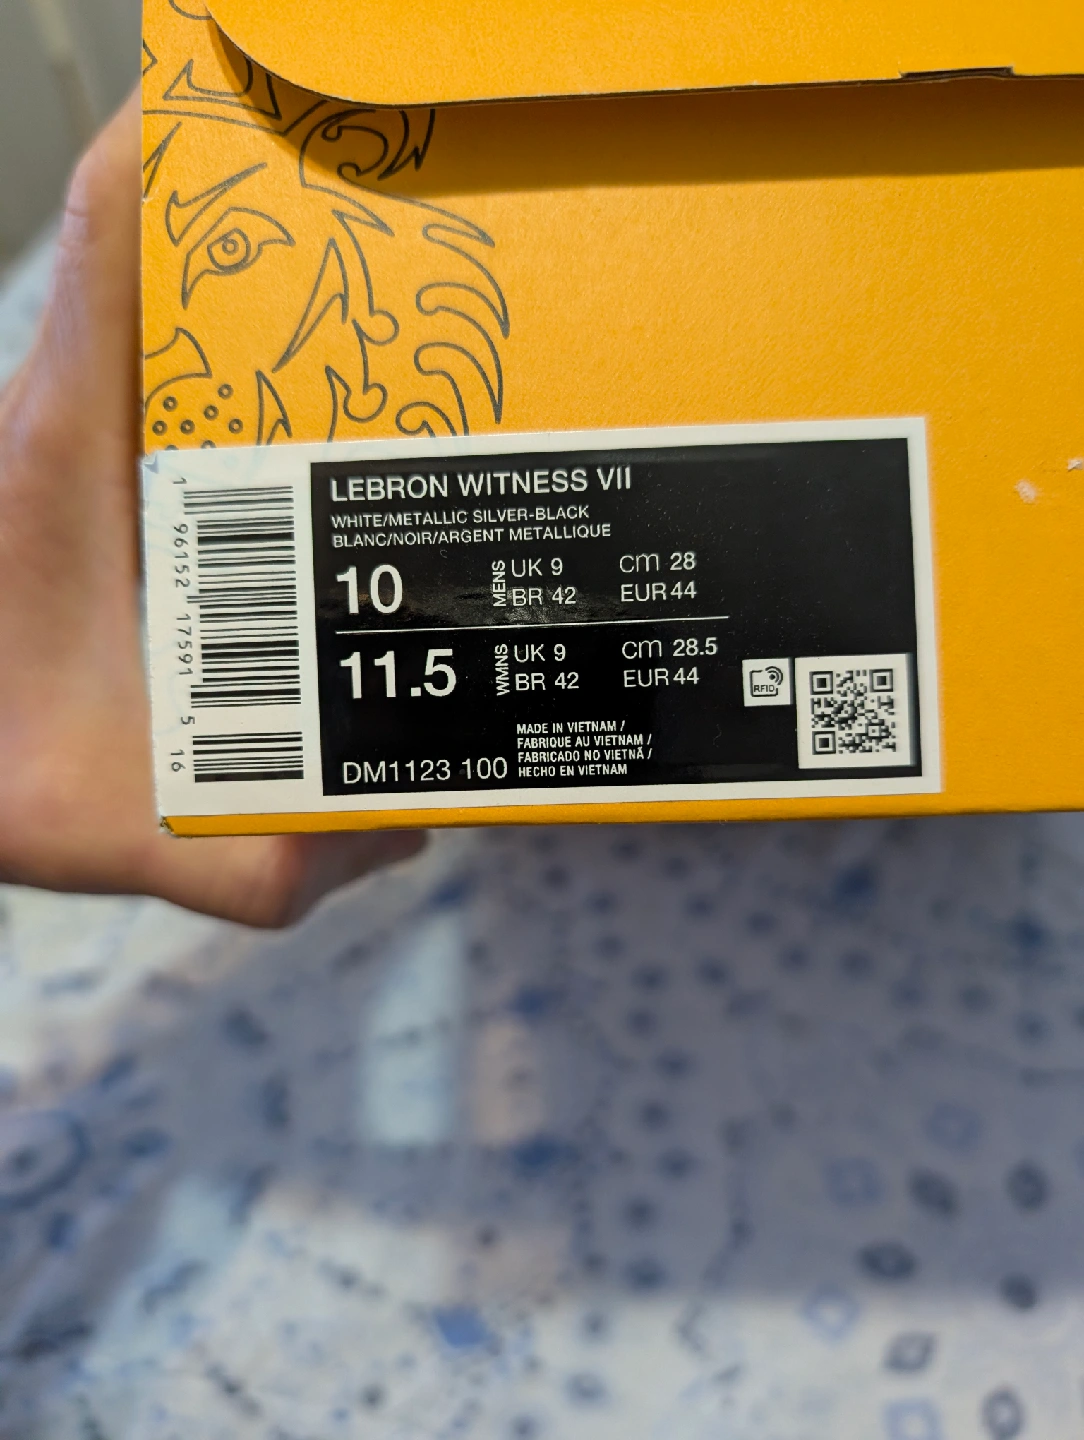 LEBRON WITNESS VII
WHITE/METALLIC SILVER-BLACK
BLANC/NOIR/ARGENT METALLIQUE
10 MENS UK 9 cm 28
BR 42 EUR 44
11.5 WMNS UK 9 cm 28.5
BR 42 EUR 44
RFID
MADE IN VIETNAM /
FABRIQUE AU VIETNAM /
FABRICADO NO VIETNÃ /
HECHO EN VIETNAM
DM1123 100
1 96152 17591 5 16